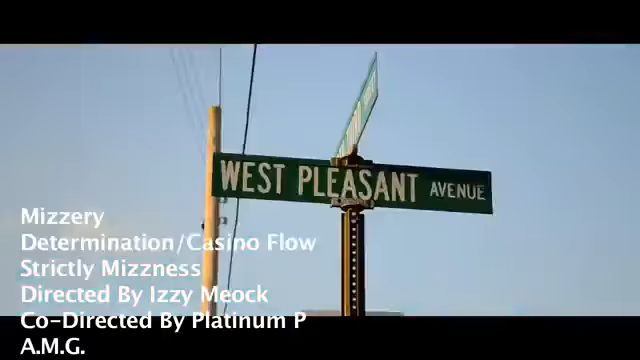 WEST PLEASANT AVENUE
Mizzery
Determination/Casino Flow
Strictly Mizzness
Directed By Izzy Meock
Co-Directed By Platinum P
A.M.G.